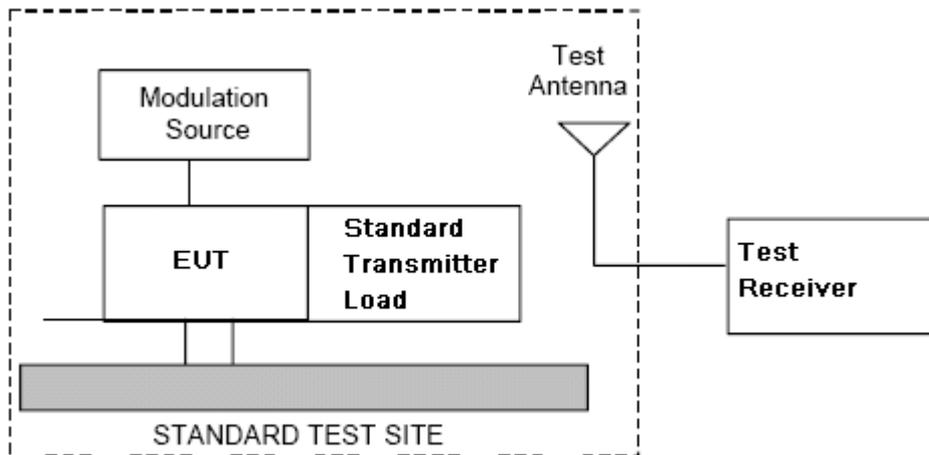 Test
Antenna
Modulation
Source
EUT
Standard
Transmitter
Load
Test
Receiver
STANDARD TEST SITE